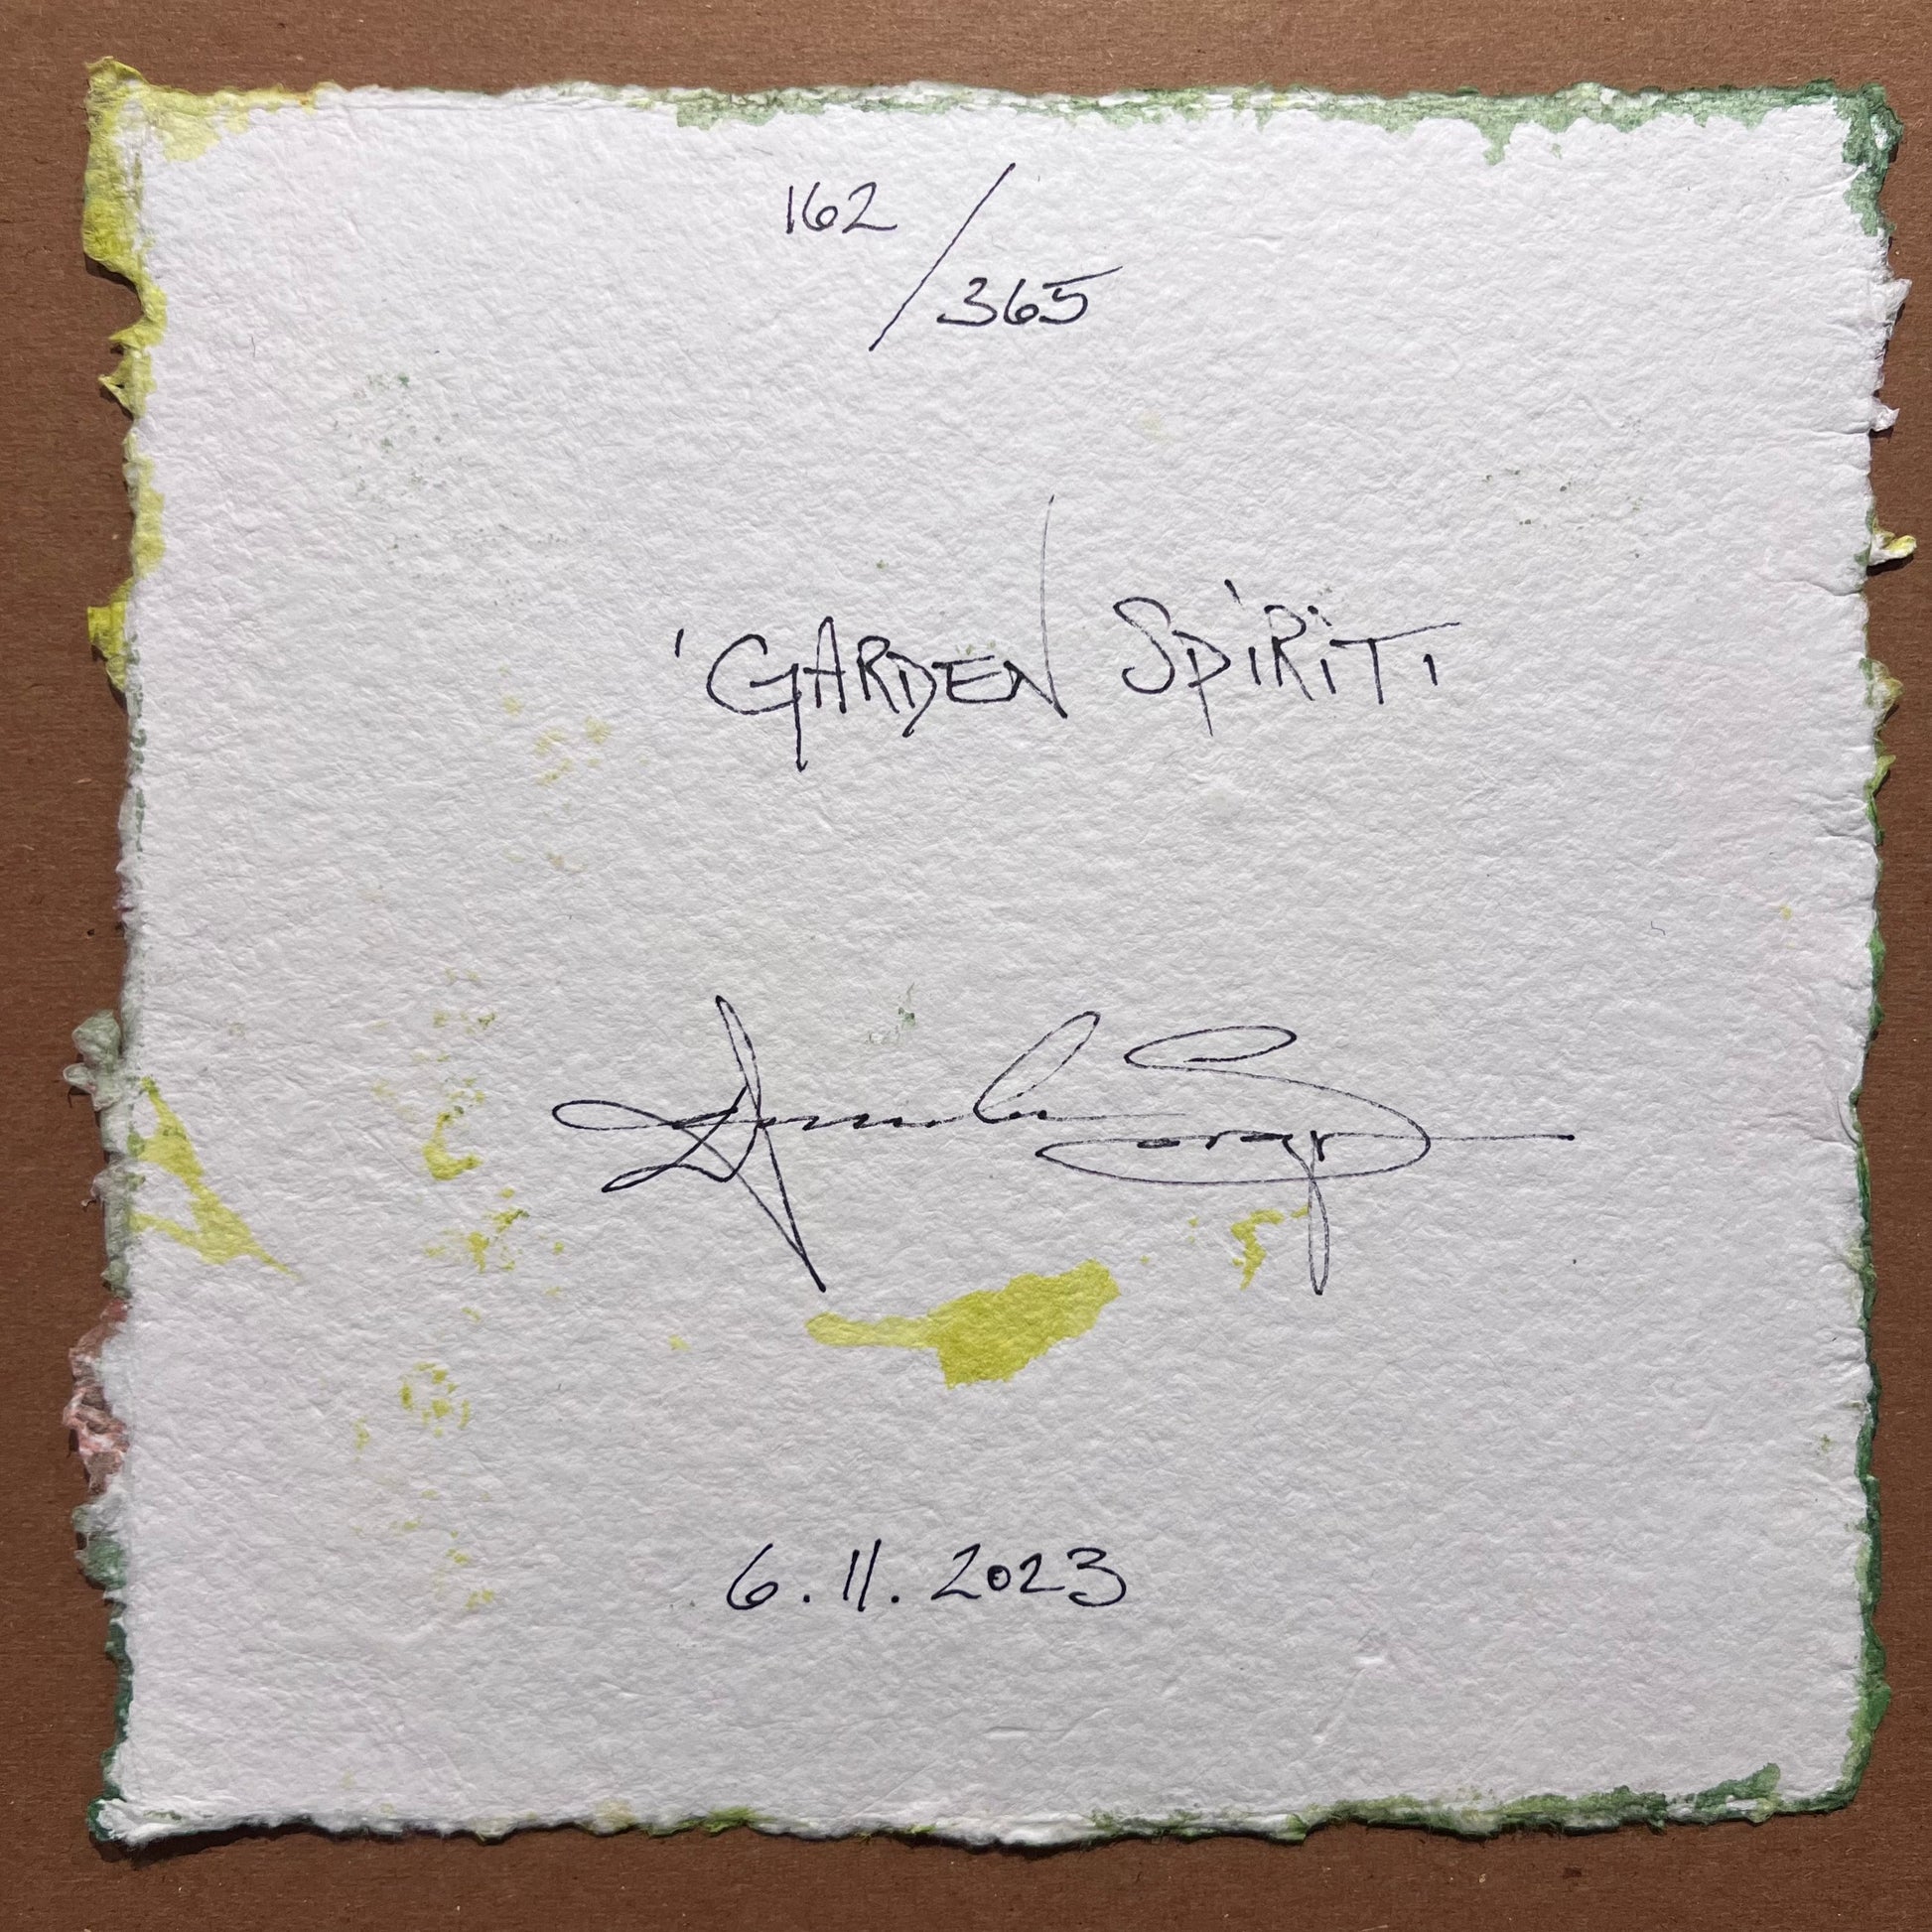 162/365
'GARDEN SPIRIT'
6.11.2023